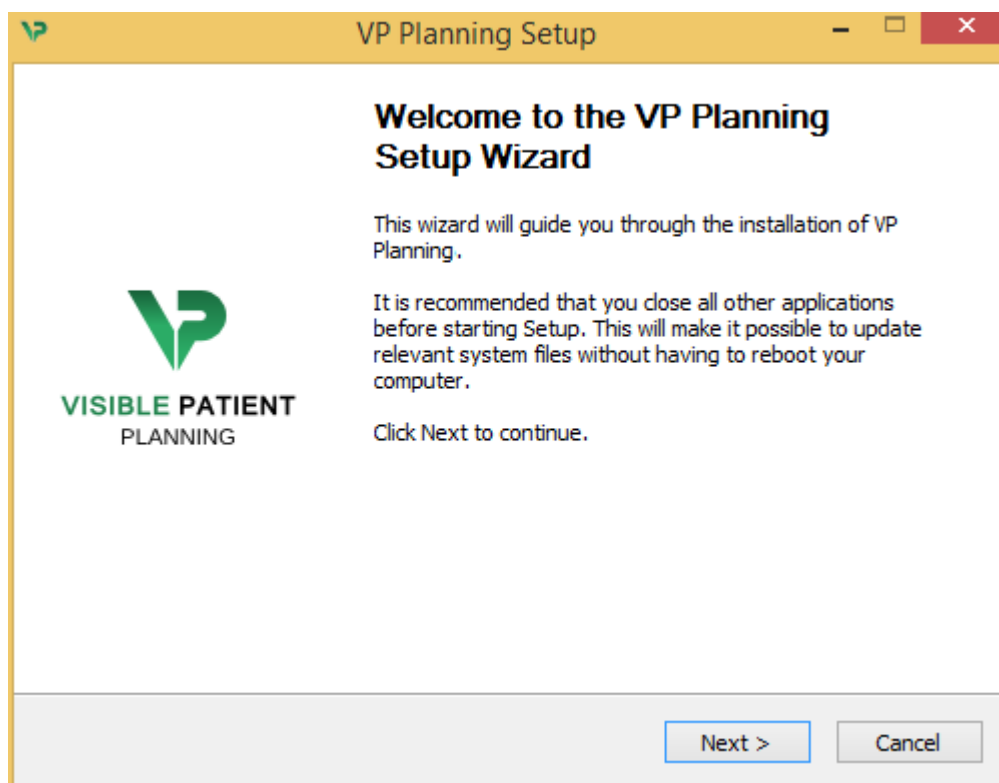 VP Planning Setup
Welcome to the VP Planning
Setup Wizard
This wizard will guide you through the installation of VP
Planning.
It is recommended that you close all other applications
before starting Setup. This will make it possible to update
relevant system files without having to reboot your
computer.
Click Next to continue.
VP
VISIBLE PATIENT
PLANNING
Next >
Cancel